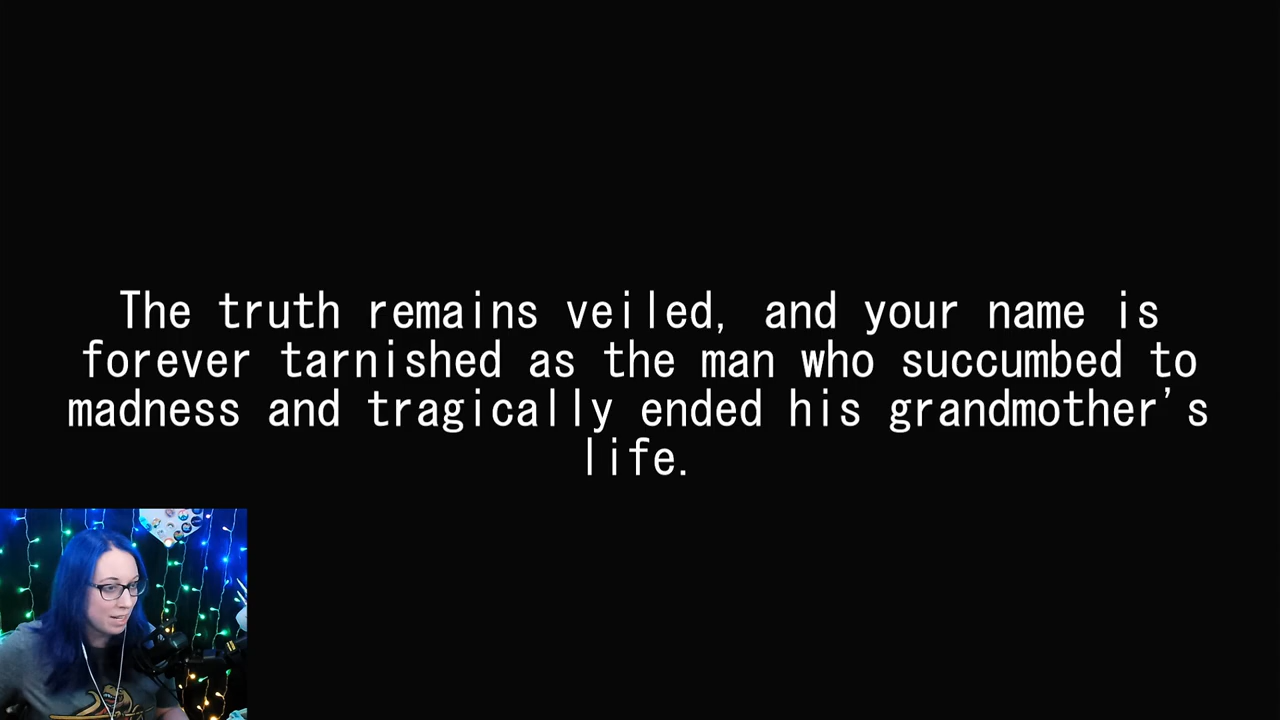 The truth remains veiled, and your name is
forever tarnished as the man who succumbed to
madness and tragically ended his grandmother's
life.